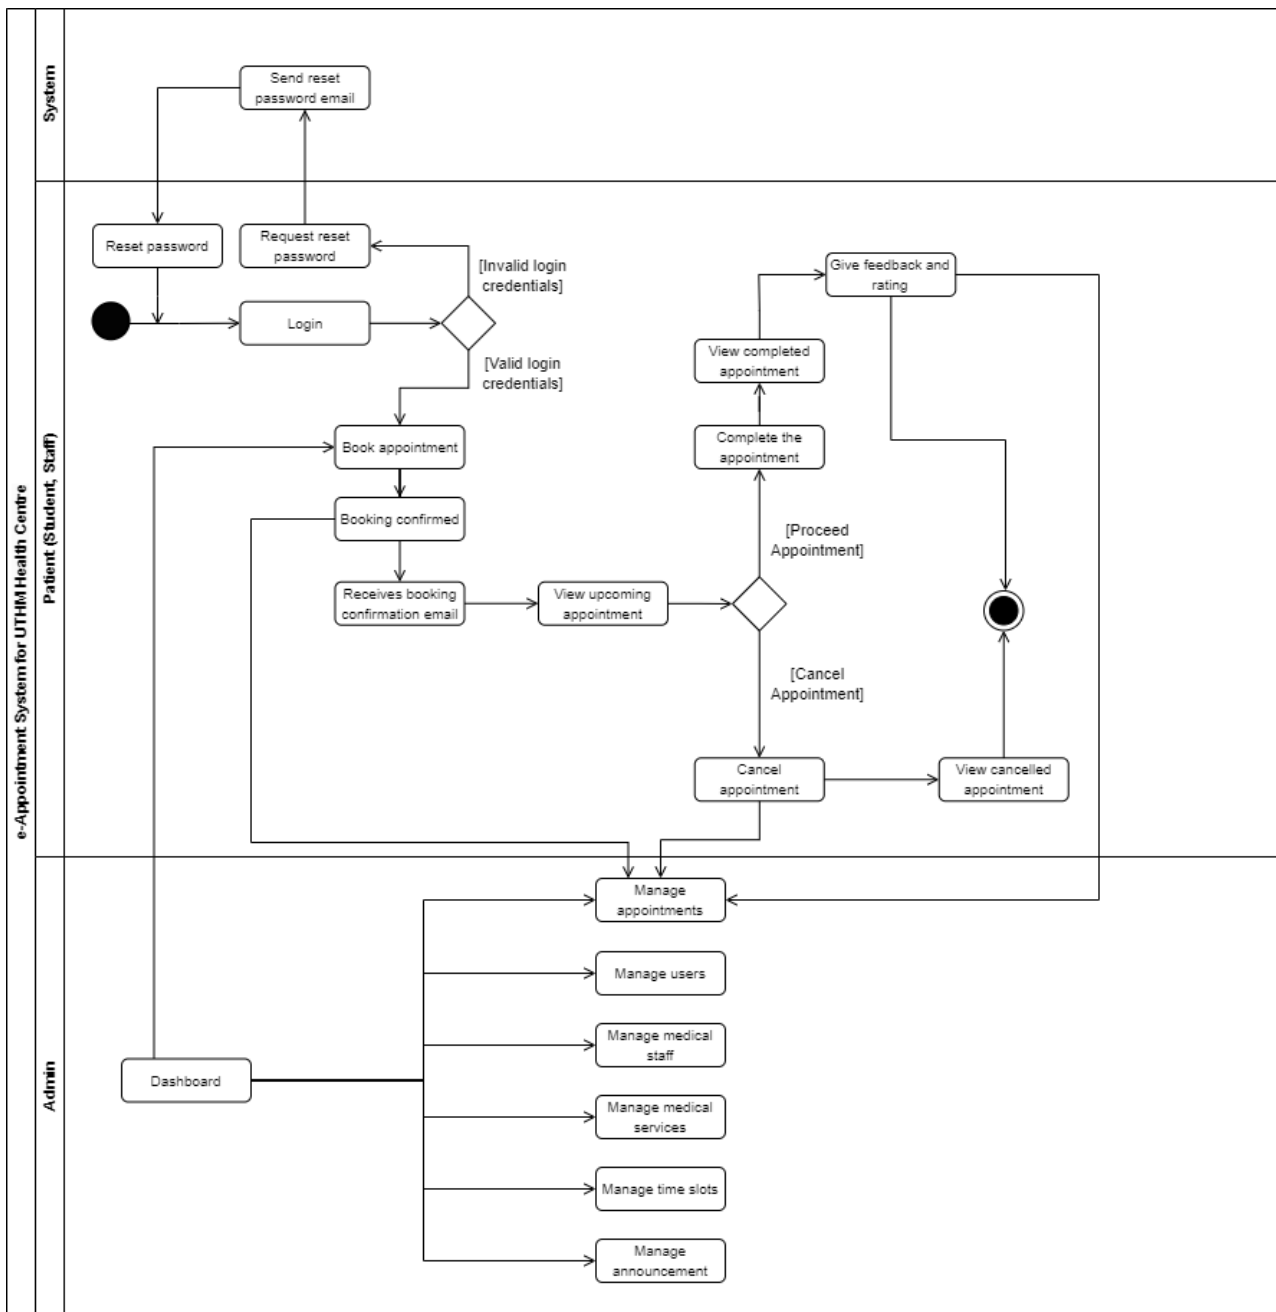 e-Appointment System for UTHM Health Centre
System
Send reset
password email
Patient (Student, Staff)
Reset password
Request reset
password
[Invalid login
credentials]
Login
[Valid login
credentials]
Give feedback and
rating
View completed
appointment
Complete the
appointment
Book appointment
Booking confirmed
[Proceed
Appointment]
Receives booking
confirmation email
View upcoming
appointment
[Cancel
Appointment]
Cancel
appointment
View cancelled
appointment
Admin
Manage
appointments
Manage users
Manage medical
staff
Dashboard
Manage medical
services
Manage time slots
Manage
announcement